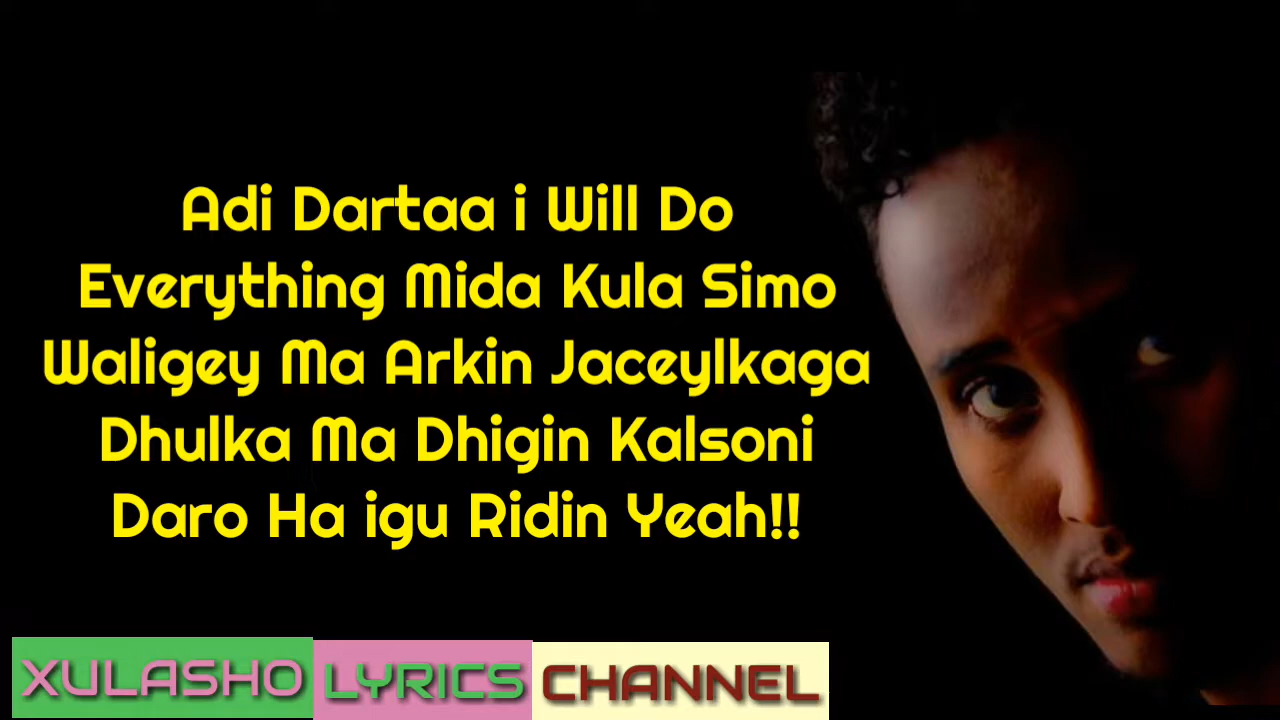 Adi Dartaa i Will Do
Everything Mida Kula Simo
Waligey Ma Arkin Jaceylkaga
Dhulka Ma Dhigin Kalsoni
Daro Ha igu Ridin Yeah!!
XULASHO LYRICS CHANNEL